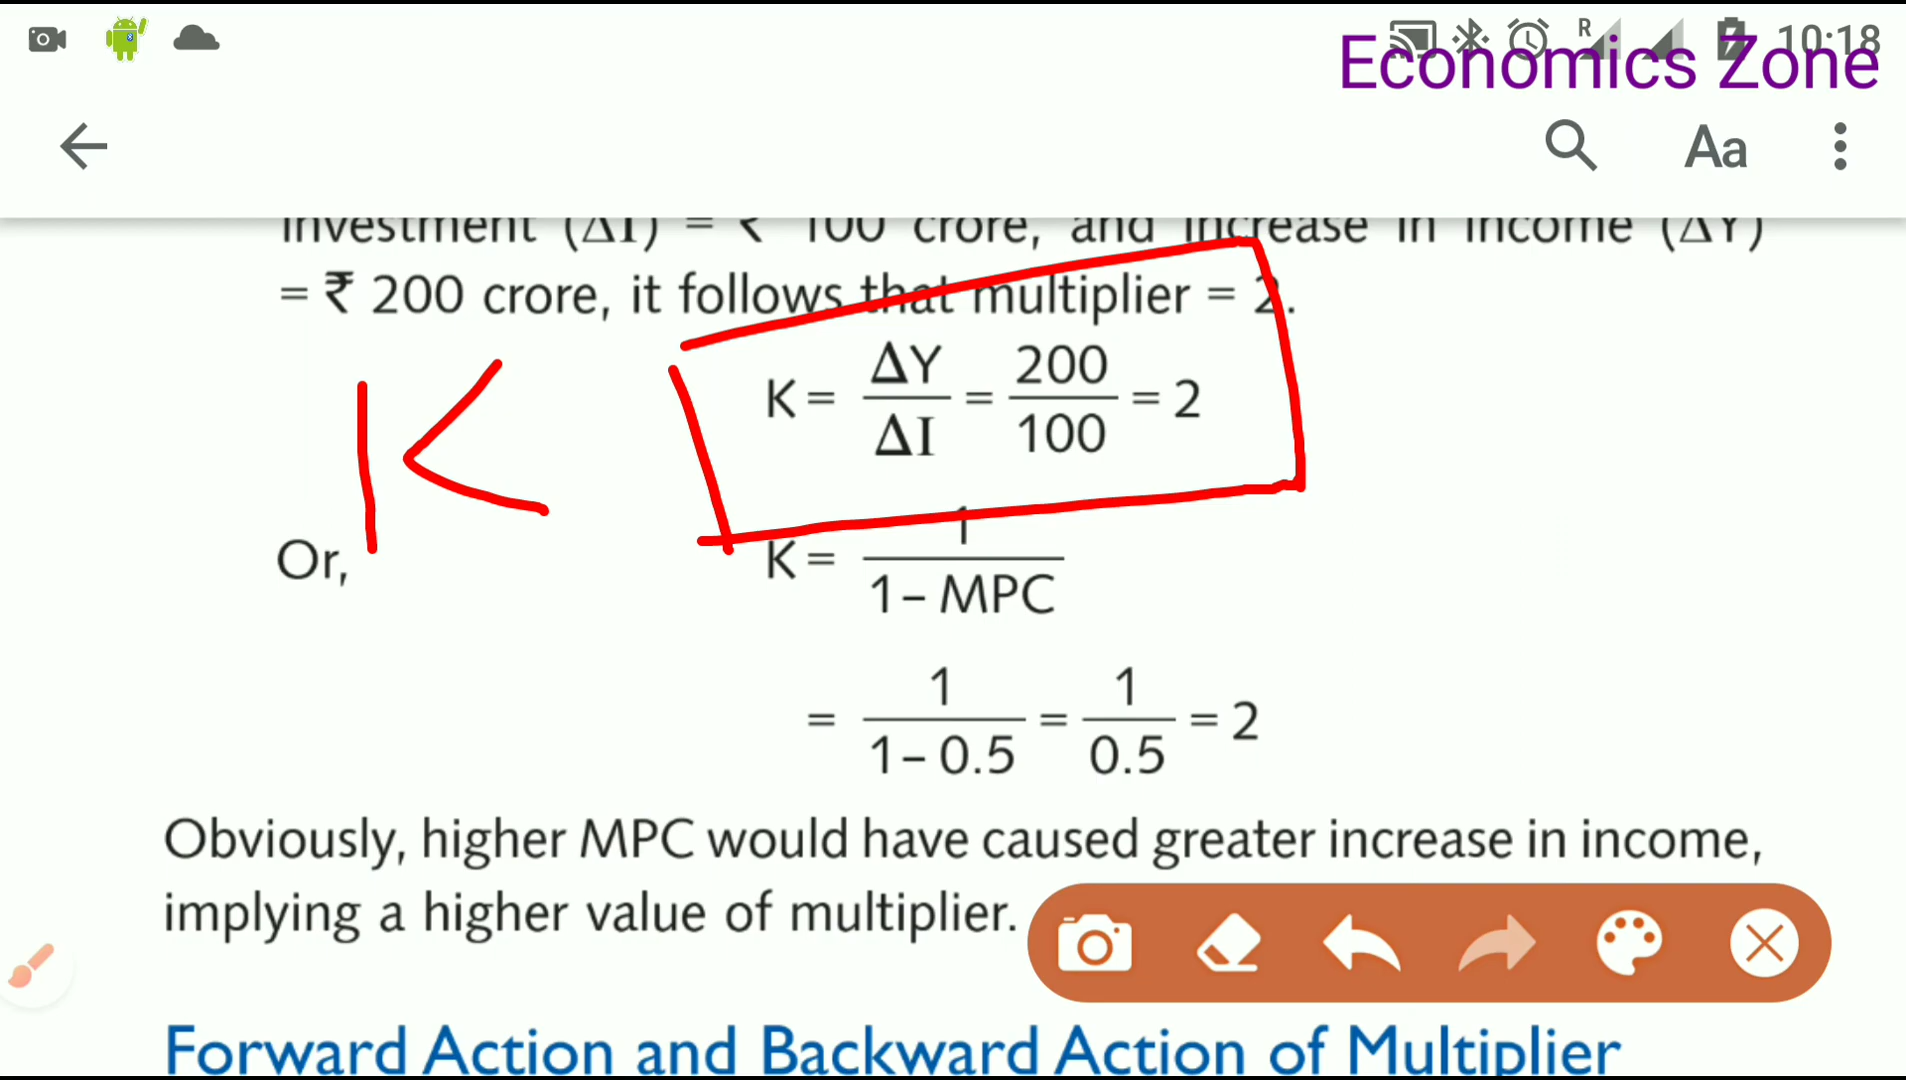 R 10:18
Economics Zone
Aa
Investment (ΔI) = ₹ 100 crore, and increase in income (ΔY)
= ₹ 200 crore, it follows that multiplier = 2.
K = ΔY/ΔI = 200/100 = 2
K
Or, K = 1/1 – MPC
= 1/1 – 0.5 = 1/0.5 = 2
Obviously, higher MPC would have caused greater increase in income,
implying a higher value of multiplier.
Forward Action and Backward Action of Multiplier